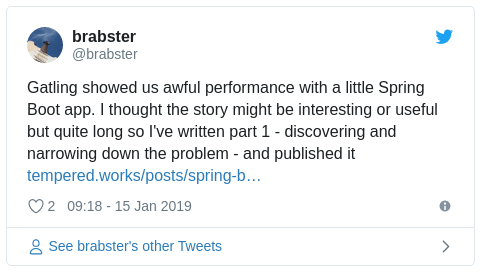 brabster
@brabster
Gatling showed us awful performance with a little Spring
Boot app. I thought the story might be interesting or useful
but quite long so I've written part 1 - discovering and
narrowing down the problem - and published it
tempered.works/posts/spring-b…
2 09:18 - 15 Jan 2019
See brabster's other Tweets